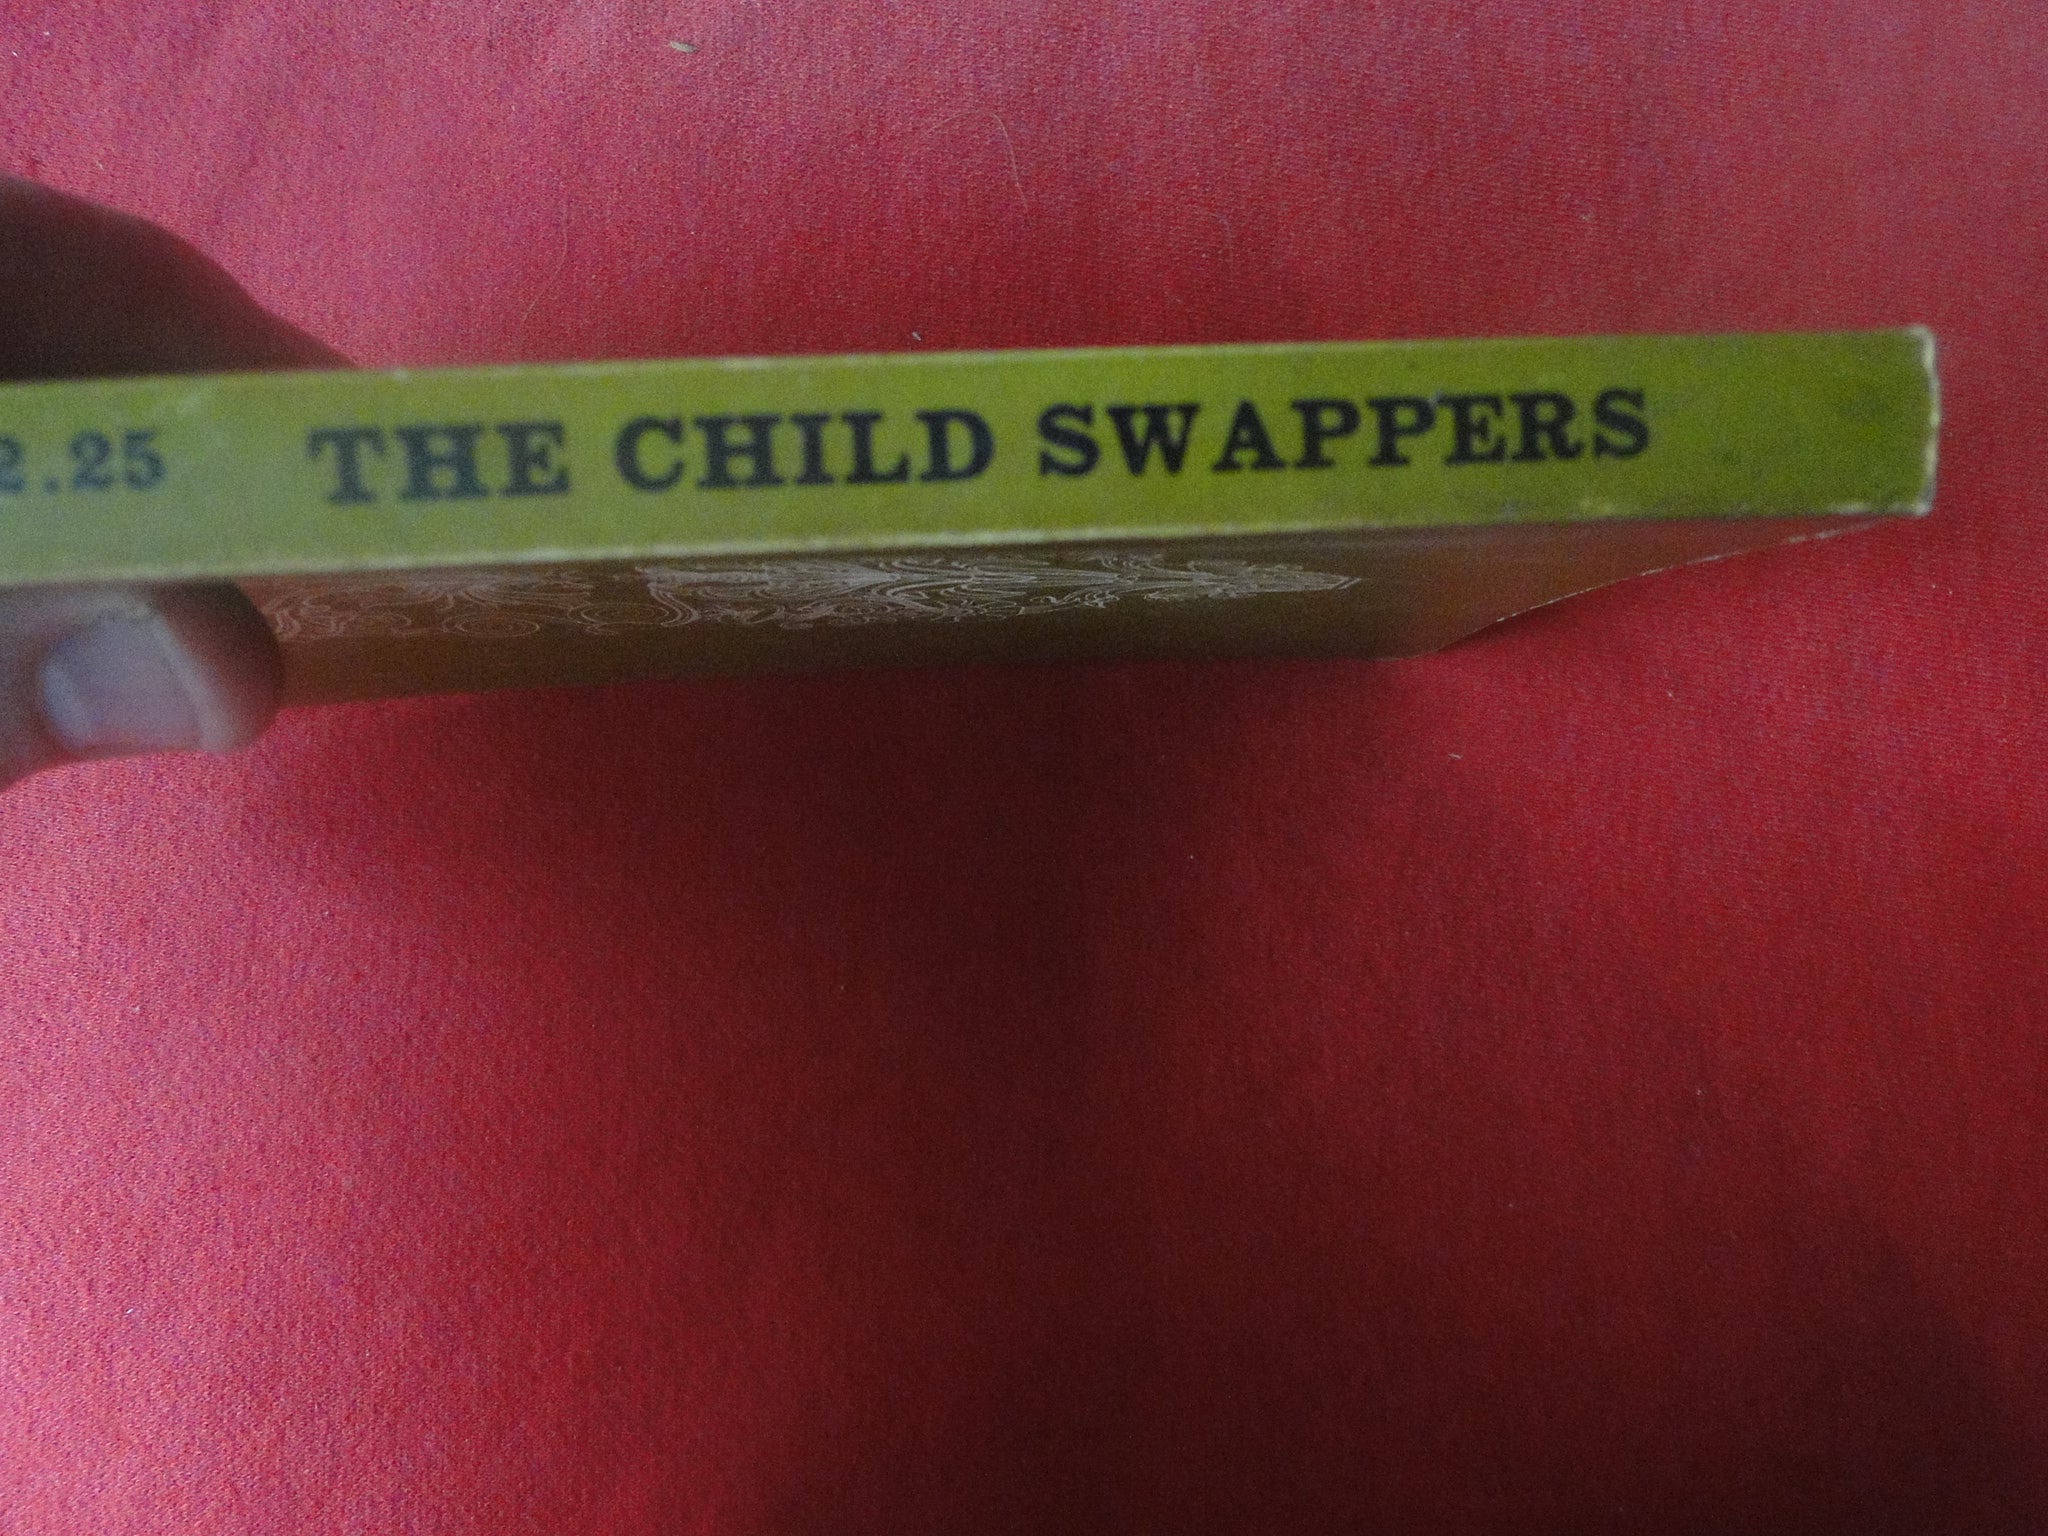 2.25 THE CHILD SWAPPERS